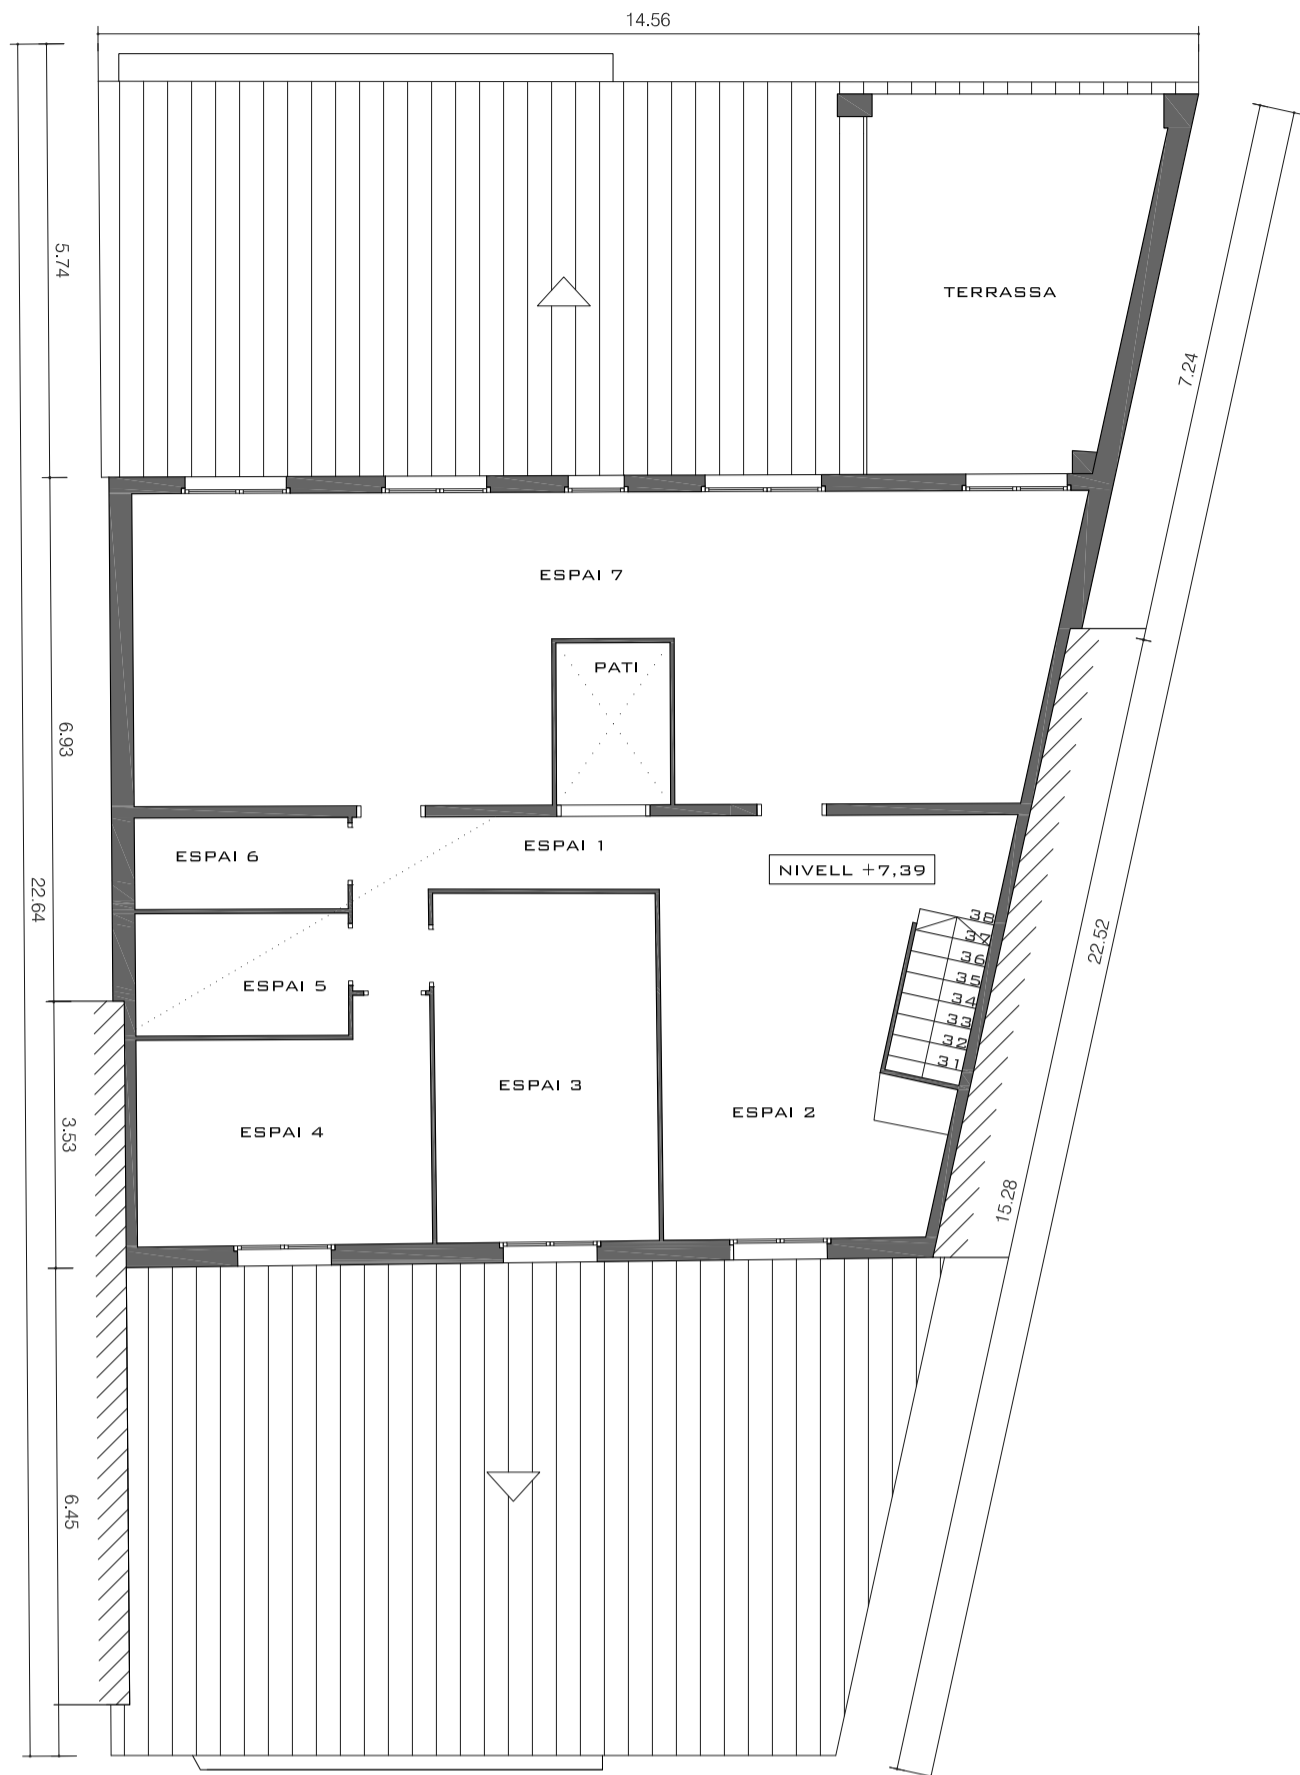 14.56
5.74
TERRASSA
7.24
ESPAI 7
PATI
6.93
ESPAI 1
ESPAI 6
NIVELL +7,39
22.64
38
37
36
35
34
33
32
31
22.52
ESPAI 5
ESPAI 3
ESPAI 2
ESPAI 4
3.53
15.28
6.45